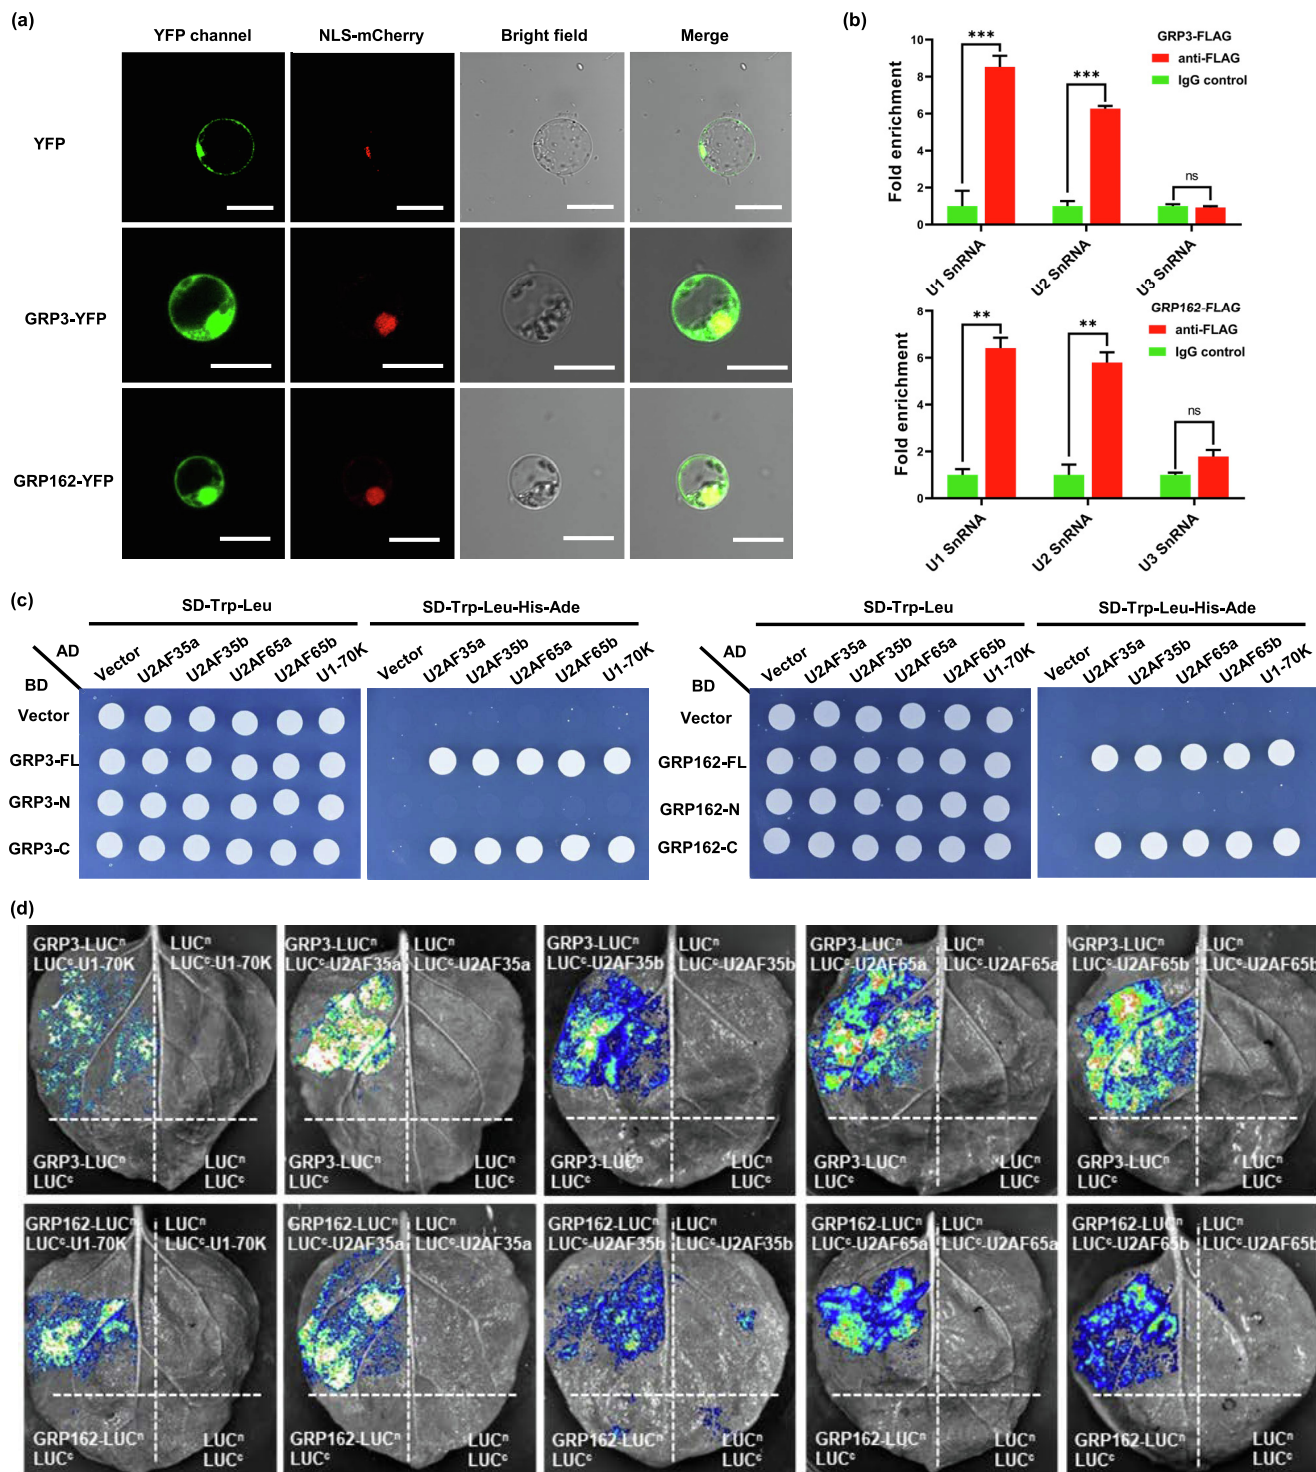 (a)
YFP channel NLS-mCherry Bright field Merge
YFP
GRP3-YFP
GRP162-YFP
(b)
GRP3-FLAG
anti-FLAG
IgG control
Fold enrichment
10
8
6
4
2
0
*** *** ns
U1 SnRNA U2 SnRNA U3 SnRNA
GRP162-FLAG
anti-FLAG
IgG control
Fold enrichment
8
6
4
2
0
** ** ns
U1 SnRNA U2 SnRNA U3 SnRNA
(c)
SD-Trp-Leu SD-Trp-Leu-His-Ade
AD Vector U2AF35a U2AF35b U2AF65a U2AF65b U1-70K Vector U2AF35a U2AF35b U2AF65a U2AF65b U1-70K
BD
Vector
GRP3-FL
GRP3-N
GRP3-C
SD-Trp-Leu SD-Trp-Leu-His-Ade
AD Vector U2AF35a U2AF35b U2AF65a U2AF65b U1-70K Vector U2AF35a U2AF35b U2AF65a U2AF65b U1-70K
BD
Vector
GRP162-FL
GRP162-N
GRP162-C
(d)
GRP3-LUCⁿ LUCⁿ
LUCᶜ-U1-70K LUCᶜ-U1-70K
GRP3-LUCⁿ LUCⁿ
LUCᶜ LUCᶜ
GRP3-LUCⁿ LUCⁿ
LUCᶜ-U2AF35a LUCᶜ-U2AF35a
GRP3-LUCⁿ LUCⁿ
LUCᶜ LUCᶜ
GRP3-LUCⁿ LUCⁿ
LUCᶜ-U2AF35b LUCᶜ-U2AF35b
GRP3-LUCⁿ LUCⁿ
LUCᶜ LUCᶜ
GRP3-LUCⁿ LUCⁿ
LUCᶜ-U2AF65a LUCᶜ-U2AF65a
GRP3-LUCⁿ LUCⁿ
LUCᶜ LUCᶜ
GRP3-LUCⁿ LUCⁿ
LUCᶜ-U2AF65b LUCᶜ-U2AF65b
GRP3-LUCⁿ LUCⁿ
LUCᶜ LUCᶜ
GRP162-LUCⁿ LUCⁿ
LUCᶜ-U1-70K LUCᶜ-U1-70K
GRP162-LUCⁿ LUCⁿ
LUCᶜ LUCᶜ
GRP162-LUCⁿ LUCⁿ
LUCᶜ-U2AF35a LUCᶜ-U2AF35a
GRP162-LUCⁿ LUCⁿ
LUCᶜ LUCᶜ
GRP162-LUCⁿ LUCⁿ
LUCᶜ-U2AF35b LUCᶜ-U2AF35b
GRP162-LUCⁿ LUCⁿ
LUCᶜ LUCᶜ
GRP162-LUCⁿ LUCⁿ
LUCᶜ-U2AF65a LUCᶜ-U2AF65a
GRP162-LUCⁿ LUCⁿ
LUCᶜ LUCᶜ
GRP162-LUCⁿ LUCⁿ
LUCᶜ-U2AF65b LUCᶜ-U2AF65b
GRP162-LUCⁿ LUCⁿ
LUCᶜ LUCᶜ